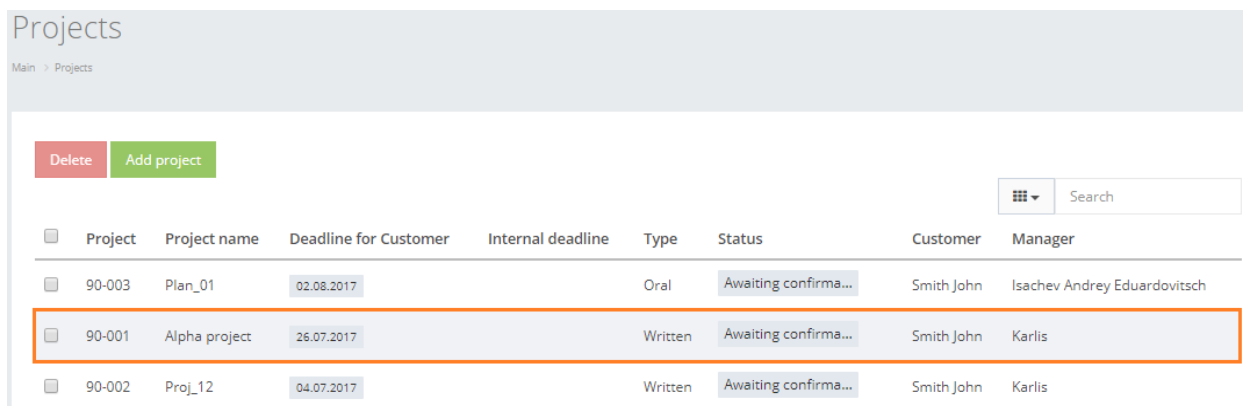 Projects
Main > Projects
Delete Add project
Search
Project Project name Deadline for Customer Internal deadline Type Status Customer Manager
90-003 Plan_01 02.08.2017 Oral Awaiting confirma... Smith John Isachev Andrey Eduardovitsch
90-001 Alpha project 26.07.2017 Written Awaiting confirma... Smith John Karlis
90-002 Proj_12 04.07.2017 Written Awaiting confirma... Smith John Karlis